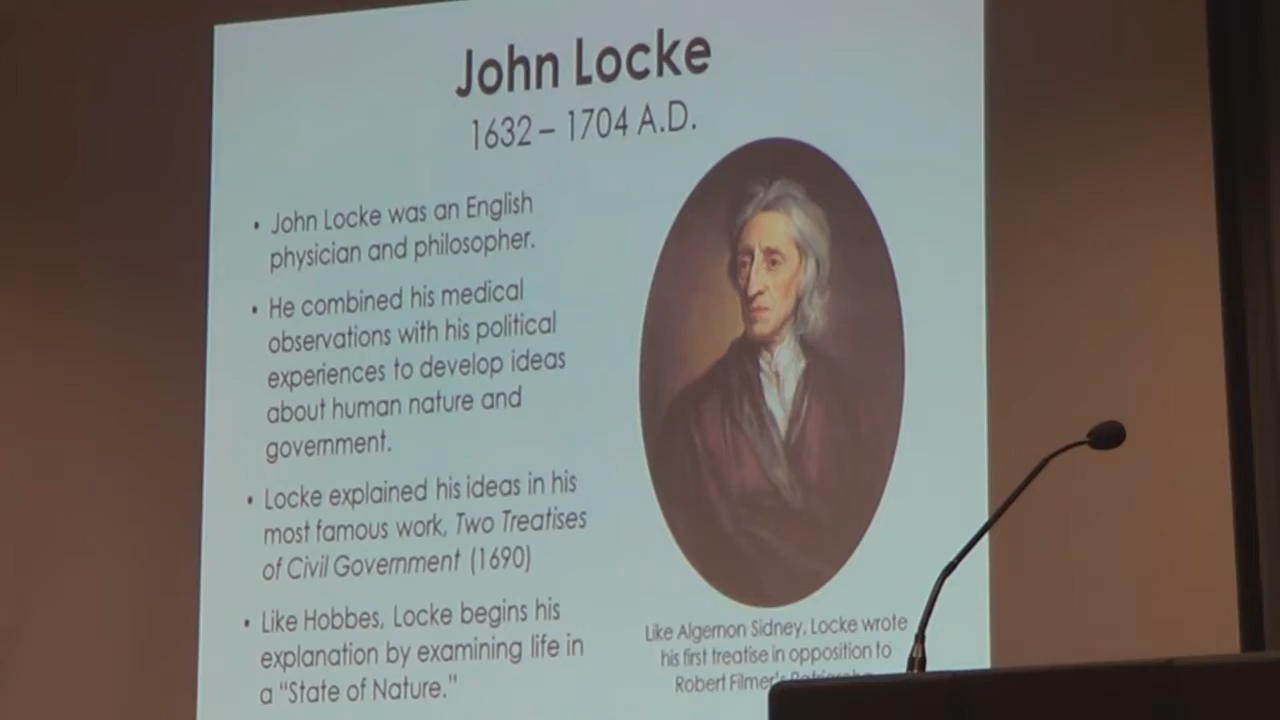 John Locke
1632 – 1704 A.D.
• John Locke was an English
physician and philosopher.
• He combined his medical
observations with his political
experiences to develop ideas
about human nature and
government.
• Locke explained his ideas in his
most famous work, Two Treatises
of Civil Government (1690)
• Like Hobbes, Locke begins his
explanation by examining life in
a "State of Nature."
Like Algernon Sidney, Locke wrote
his first treatise in opposition to
Robert Filmer's